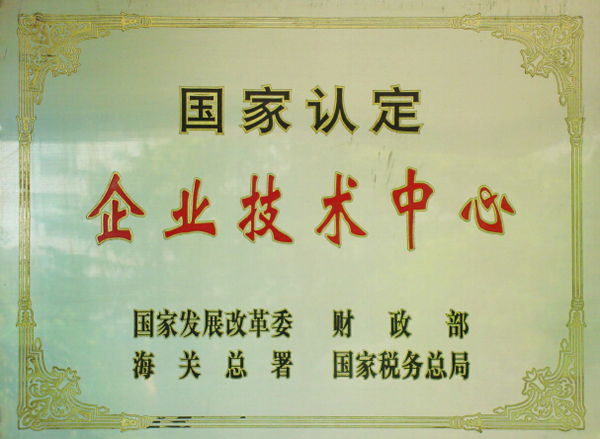 国家认定
企业技术中心
国家发展改革委 财政部
海关总署 国家税务总局